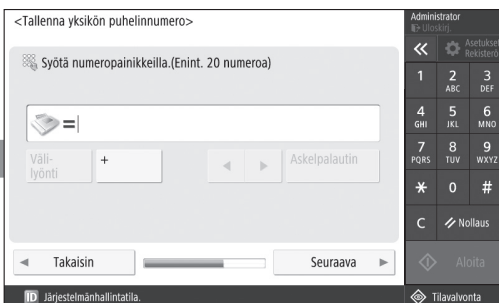 <Tallenna yksikön puhelinnumero>
Syötä numeropainikkeilla.(Enint. 20 numeroa)
=
Väli-
lyönti
+
Askelpalautin
Takaisin
Seuraava
ID Järjestelmänhallintatila.
Administrator
Uloskirj.
Asetukset
Rekisterö
1
2
ABC
3
DEF
4
GHI
5
JKL
6
MNO
7
PQRS
8
TUV
9
WXYZ
*
0
#
C
Nollaus
Aloita
Tilavalvonta